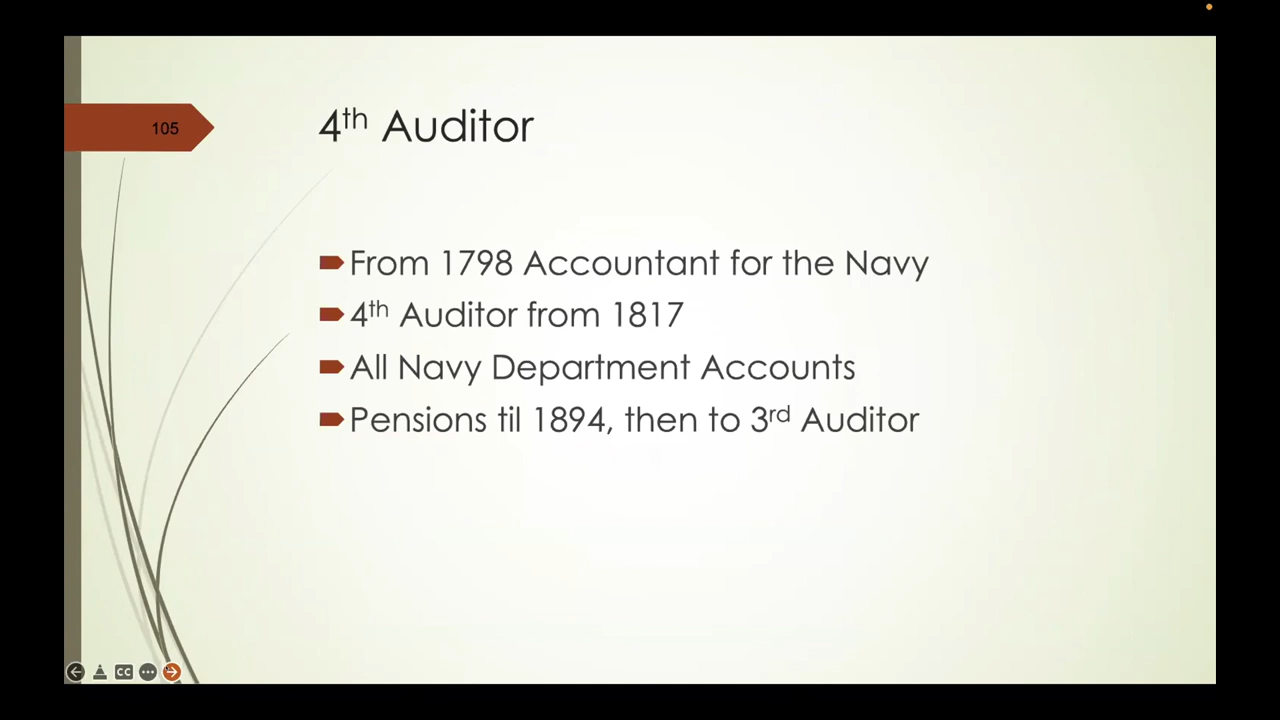 105
4th Auditor
From 1798 Accountant for the Navy
4th Auditor from 1817
All Navy Department Accounts
Pensions til 1894, then to 3rd Auditor
CC